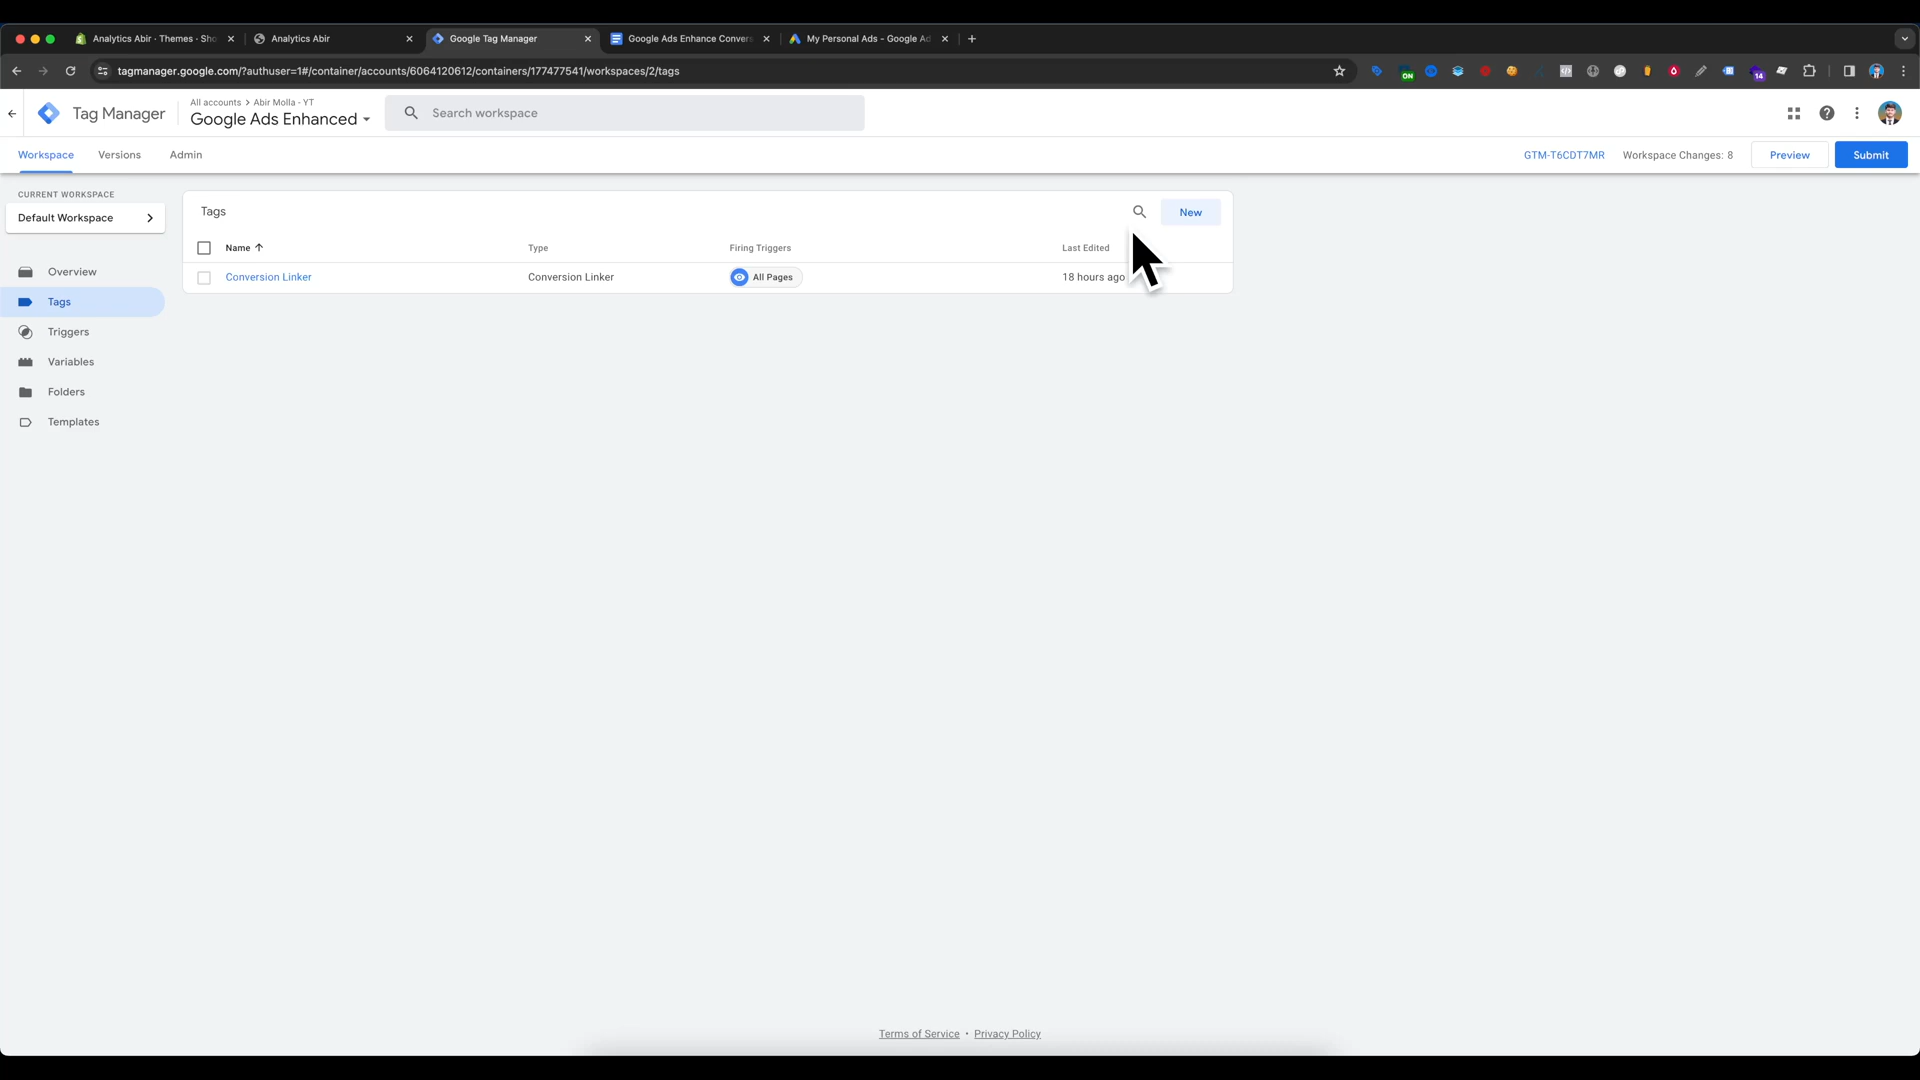 Analytics Abir · Themes · Sho
Analytics Abir
Google Tag Manager
Google Ads Enhance Convers
My Personal Ads - Google Ad
tagmanager.google.com/?authuser=1#/container/accounts/6064120612/containers/177477541/workspaces/2/tags
ON
14
Tag Manager
All accounts > Abir Molla - YT
Google Ads Enhanced
Search workspace
Workspace
Versions
Admin
GTM-T6CDT7MR
Workspace Changes: 8
Preview
Submit
CURRENT WORKSPACE
Default Workspace
Overview
Tags
Triggers
Variables
Folders
Templates
Tags
New
Name
Type
Firing Triggers
Last Edited
Conversion Linker
Conversion Linker
All Pages
18 hours ago
Terms of Service • Privacy Policy